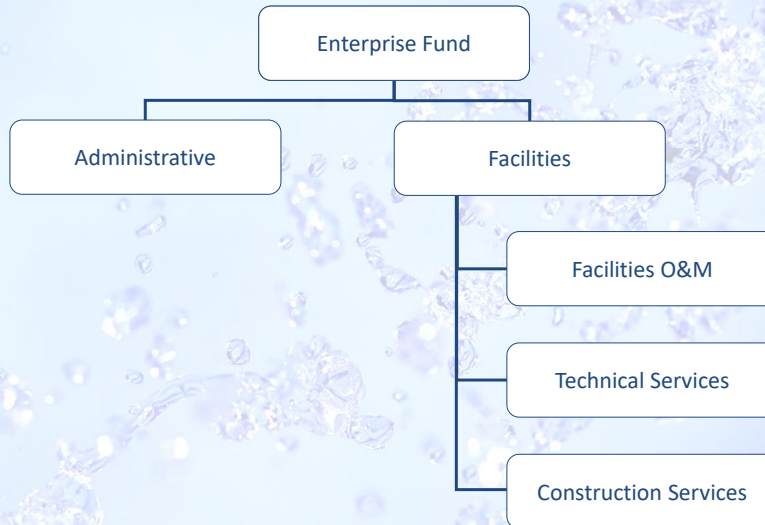 Enterprise Fund
Administrative
Facilities
Facilities O&M
Technical Services
Construction Services